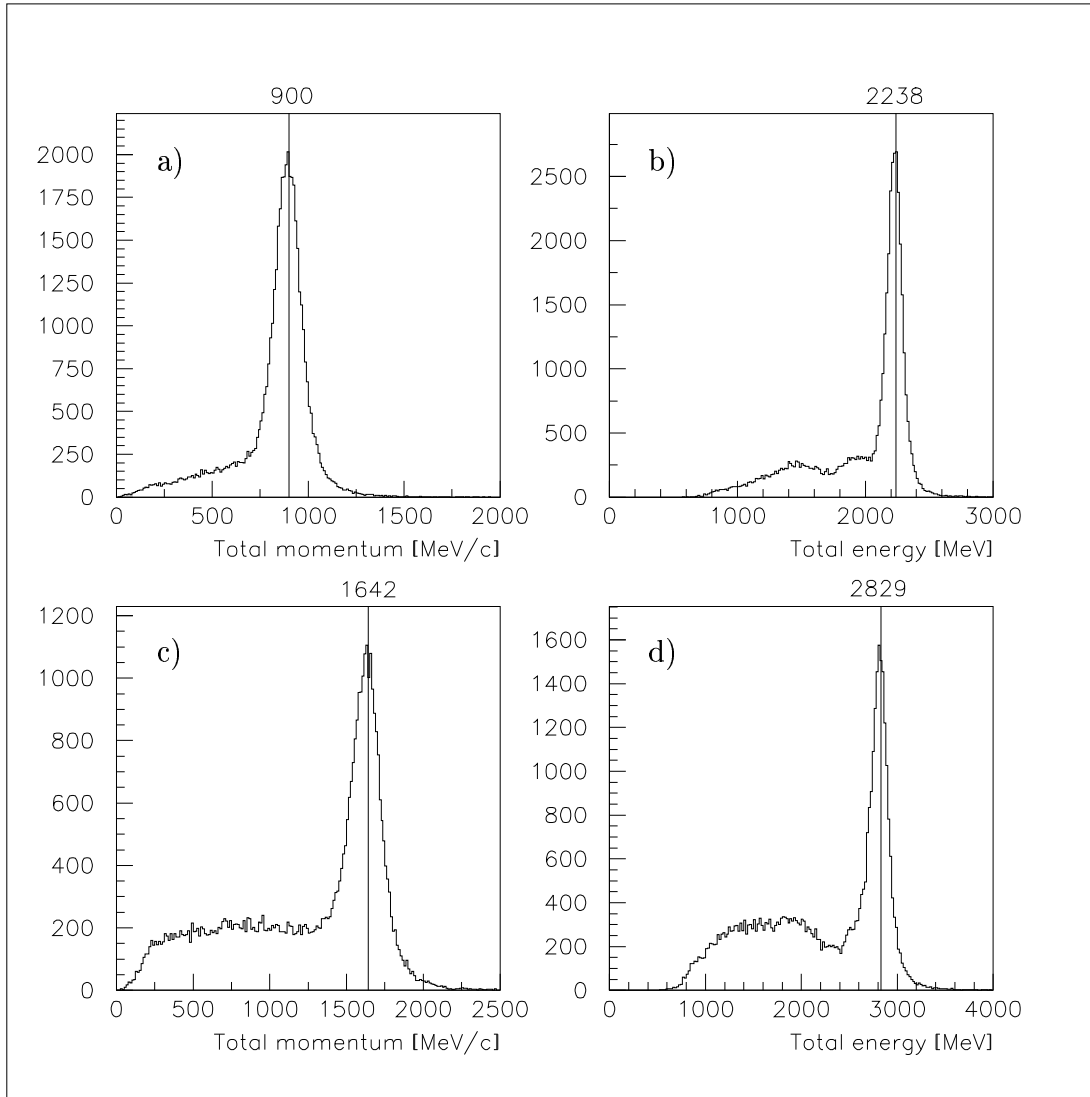 900
a)
2000
1750
1500
1250
1000
750
500
250
0
0 500 1000 1500 2000
Total momentum [MeV/c]
2238
b)
2500
2000
1500
1000
500
0
0 1000 2000 3000
Total energy [MeV]
1642
c)
1200
1000
800
600
400
200
0
0 500 1000 1500 2000 2500
Total momentum [MeV/c]
2829
d)
1600
1400
1200
1000
800
600
400
200
0
0 1000 2000 3000 4000
Total energy [MeV]